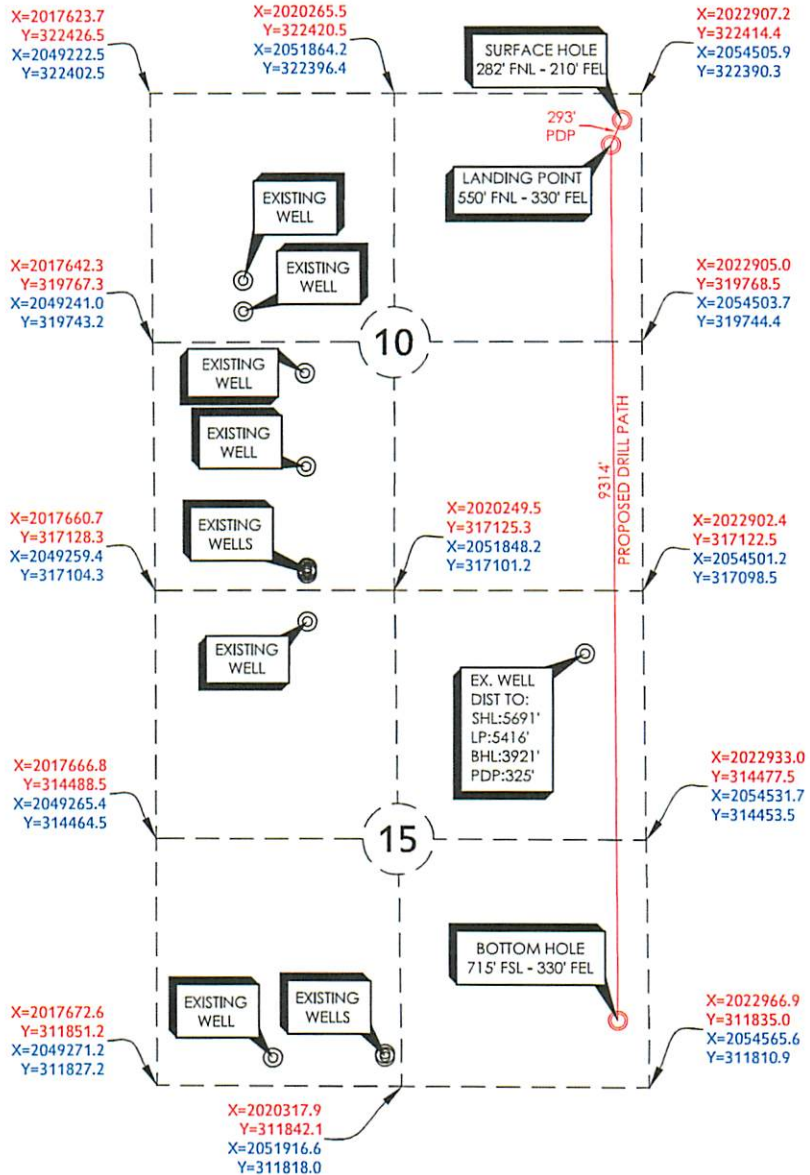 X=2017623.7
Y=322426.5
X=2049222.5
Y=322402.5
X=2020265.5
Y=322420.5
X=2051864.2
Y=322396.4
X=2022907.2
Y=322414.4
X=2054505.9
Y=322390.3
SURFACE HOLE
282' FNL - 210' FEL
293'
PDP
LANDING POINT
550' FNL - 330' FEL
EXISTING
WELL
EXISTING
WELL
X=2017642.3
Y=319767.3
X=2049241.0
Y=319743.2
X=2022905.0
Y=319768.5
X=2054503.7
Y=319744.4
10
EXISTING
WELL
EXISTING
WELL
9314'
PROPOSED DRILL PATH
EXISTING
WELLS
X=2017660.7
Y=317128.3
X=2049259.4
Y=317104.3
X=2020249.5
Y=317125.3
X=2051848.2
Y=317101.2
X=2022902.4
Y=317122.5
X=2054501.2
Y=317098.5
EXISTING
WELL
EX. WELL
DIST TO:
SHL:5691'
LP:5416'
BHL:3921'
PDP:325'
X=2017666.8
Y=314488.5
X=2049265.4
Y=314464.5
X=2022933.0
Y=314477.5
X=2054531.7
Y=314453.5
15
BOTTOM HOLE
715' FSL - 330' FEL
EXISTING
WELL
EXISTING
WELLS
X=2017672.6
Y=311851.2
X=2049271.2
Y=311827.2
X=2022966.9
Y=311835.0
X=2054565.6
Y=311810.9
X=2020317.9
Y=311842.1
X=2051916.6
Y=311818.0